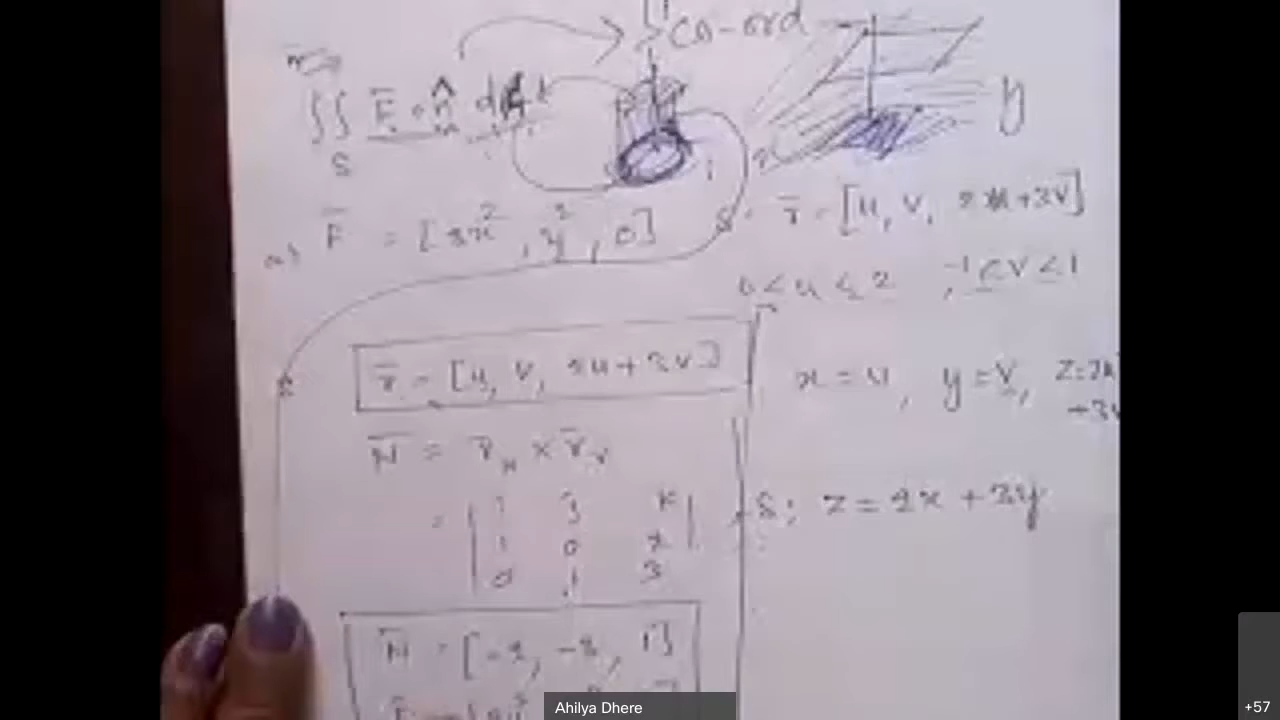 co-ord
y
∬ F̄ · n̂ dA
S
a) F̄ = [3x², y², 0]
S: r̄ = [u, v, 2u+3v]
0 ≤ u ≤ 2, -1 ≤ v ≤ 1
r̄ = [u, v, 2u+3v]
x = u, y = v, z = 2u
+3v
N̄ = r̄u × r̄v
= | i j k |
| 1 0 2 |
| 0 1 3 |
S: z = 2x + 3y
N̄ = [-2, -3, 1]
Ahilya Dhere
+57